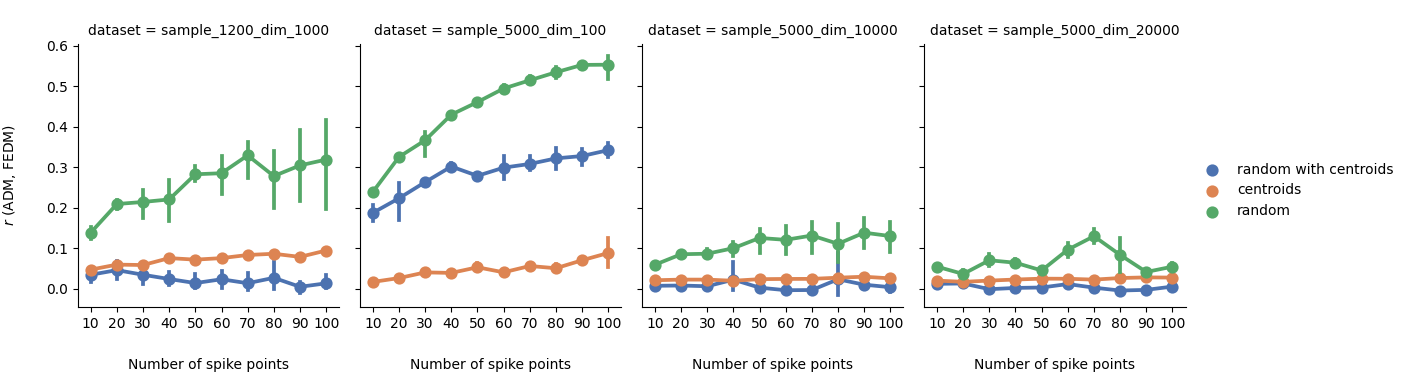 dataset = sample_1200_dim_1000
dataset = sample_5000_dim_100
dataset = sample_5000_dim_10000
dataset = sample_5000_dim_20000
r (ADM, FEDM)
0.6
0.5
0.4
0.3
0.2
0.1
0.0
10 20 30 40 50 60 70 80 90 100
10 20 30 40 50 60 70 80 90 100
10 20 30 40 50 60 70 80 90 100
10 20 30 40 50 60 70 80 90 100
Number of spike points
Number of spike points
Number of spike points
Number of spike points
random with centroids
centroids
random